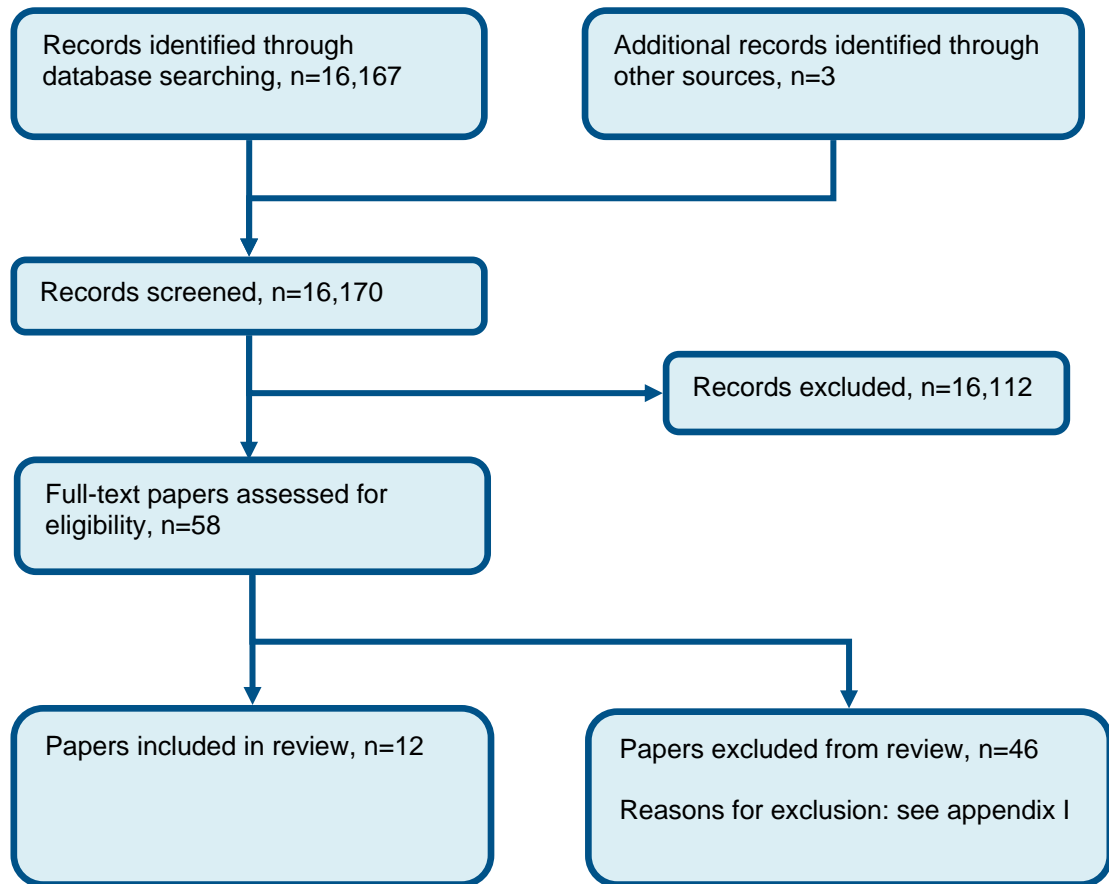 Records identified through
database searching, n=16,167
Additional records identified through
other sources, n=3
Records screened, n=16,170
Records excluded, n=16,112
Full-text papers assessed for
eligibility, n=58
Papers included in review, n=12
Papers excluded from review, n=46
Reasons for exclusion: see appendix I